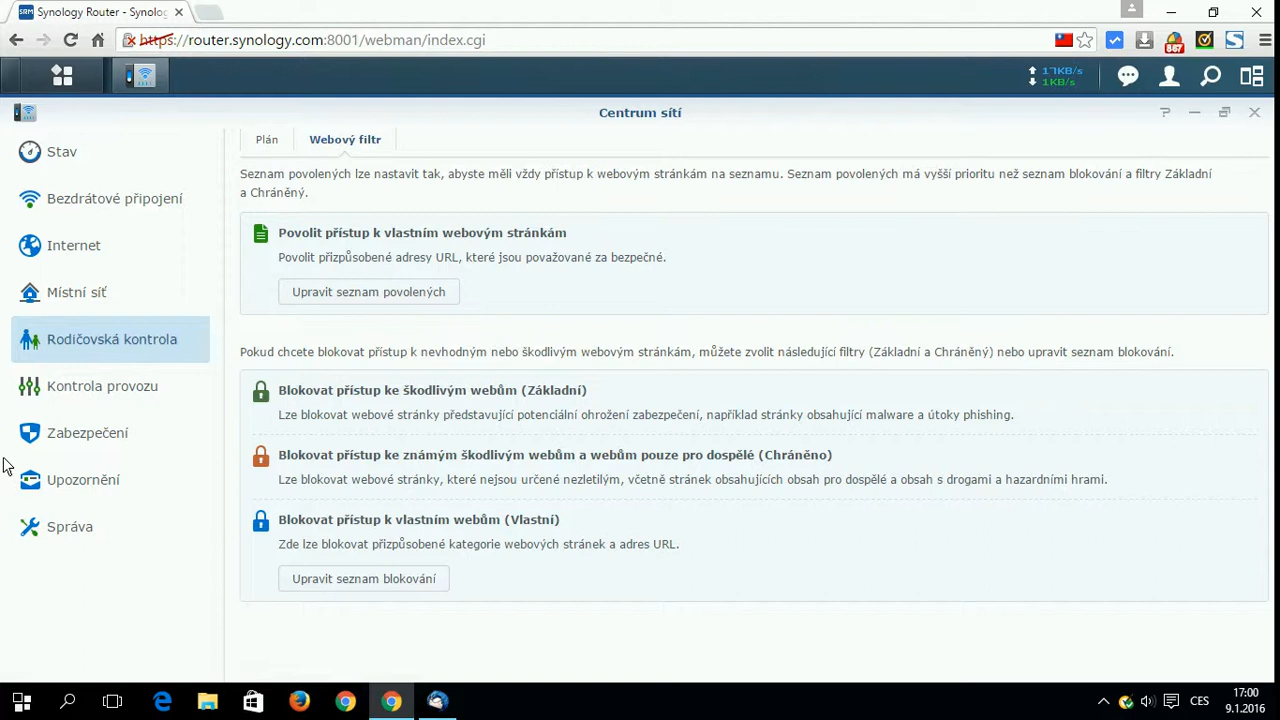 Synology Router - Synolog
https://router.synology.com:8001/webman/index.cgi
867
17KB/s
1KB/s
Centrum sítí
Stav
Bezdrátové připojení
Internet
Místní síť
Rodičovská kontrola
Kontrola provozu
Zabezpečení
Upozornění
Správa
Plán
Webový filtr
Seznam povolených lze nastavit tak, abyste měli vždy přístup k webovým stránkám na seznamu. Seznam povolených má vyšší prioritu než seznam blokování a filtry Základní
a Chráněný.
Povolit přístup k vlastním webovým stránkám
Povolit přizpůsobené adresy URL, které jsou považované za bezpečné.
Upravit seznam povolených
Pokud chcete blokovat přístup k nevhodným nebo škodlivým webovým stránkám, můžete zvolit následující filtry (Základní a Chráněný) nebo upravit seznam blokování.
Blokovat přístup ke škodlivým webům (Základní)
Lze blokovat webové stránky představující potenciální ohrožení zabezpečení, například stránky obsahující malware a útoky phishing.
Blokovat přístup ke známým škodlivým webům a webům pouze pro dospělé (Chráněno)
Lze blokovat webové stránky, které nejsou určené nezletilým, včetně stránek obsahujících obsah pro dospělé a obsah s drogami a hazardními hrami.
Blokovat přístup k vlastním webům (Vlastní)
Zde lze blokovat přizpůsobené kategorie webových stránek a adres URL.
Upravit seznam blokování
CES
17:00
9.1.2016